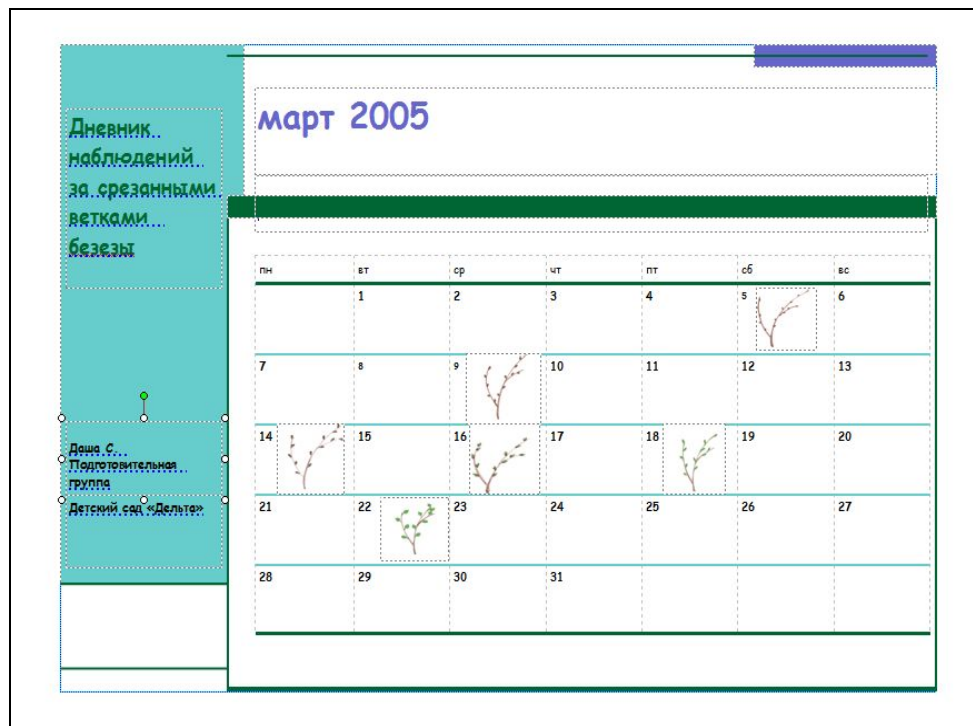 Дневник
наблюдений
за срезанными
ветками
безезы
Даша С.
Подготовительная
группа
Детский сад «Дельта»
март 2005
пн вт ср чт пт сб вс
1 2 3 4 5 6
7 8 9 10 11 12 13
14 15 16 17 18 19 20
21 22 23 24 25 26 27
28 29 30 31